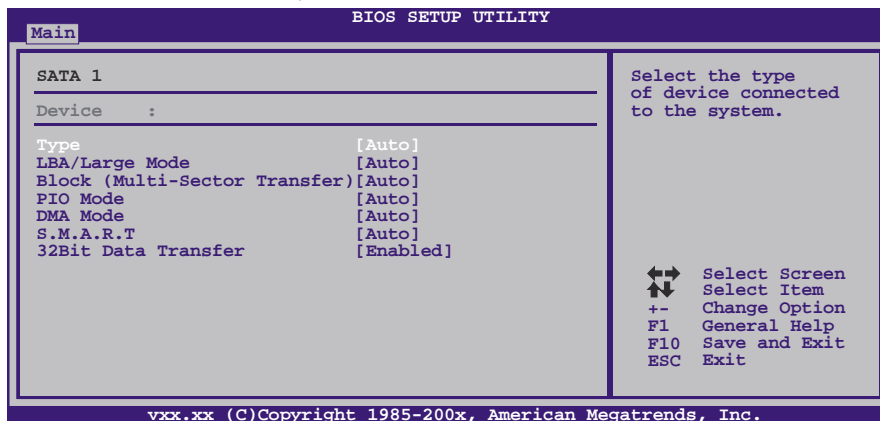 BIOS SETUP UTILITY
Main
SATA 1
Device :
Type [Auto]
LBA/Large Mode [Auto]
Block (Multi-Sector Transfer)[Auto]
PIO Mode [Auto]
DMA Mode [Auto]
S.M.A.R.T [Auto]
32Bit Data Transfer [Enabled]
Select the type
of device connected
to the system.
Select Screen
Select Item
+- Change Option
F1 General Help
F10 Save and Exit
ESC Exit
vxx.xx (C)Copyright 1985-200x, American Megatrends, Inc.